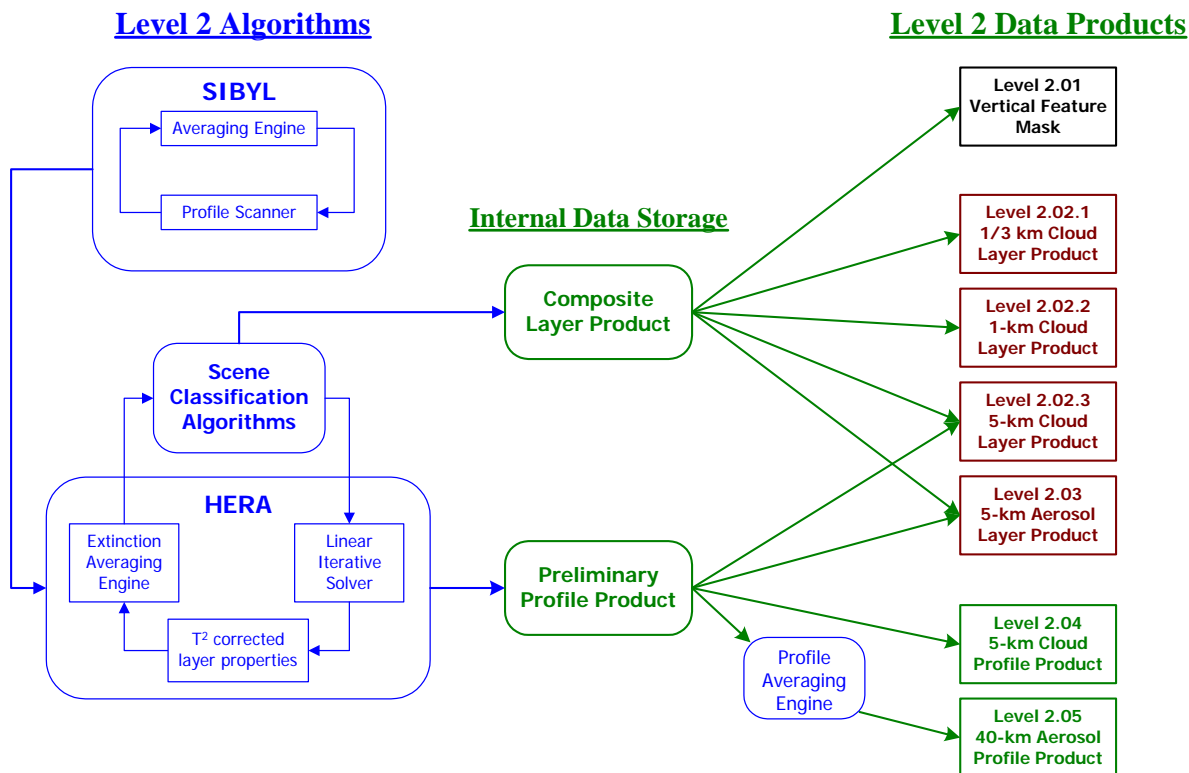 Level 2 Algorithms
Level 2 Data Products
SIBYL
Averaging Engine
Profile Scanner
Internal Data Storage
Composite
Layer Product
Scene
Classification
Algorithms
HERA
Extinction
Averaging
Engine
Linear
Iterative
Solver
T² corrected
layer properties
Preliminary
Profile Product
Profile
Averaging
Engine
Level 2.01
Vertical Feature
Mask
Level 2.02.1
1/3 km Cloud
Layer Product
Level 2.02.2
1-km Cloud
Layer Product
Level 2.02.3
5-km Cloud
Layer Product
Level 2.03
5-km Aerosol
Layer Product
Level 2.04
5-km Cloud
Profile Product
Level 2.05
40-km Aerosol
Profile Product